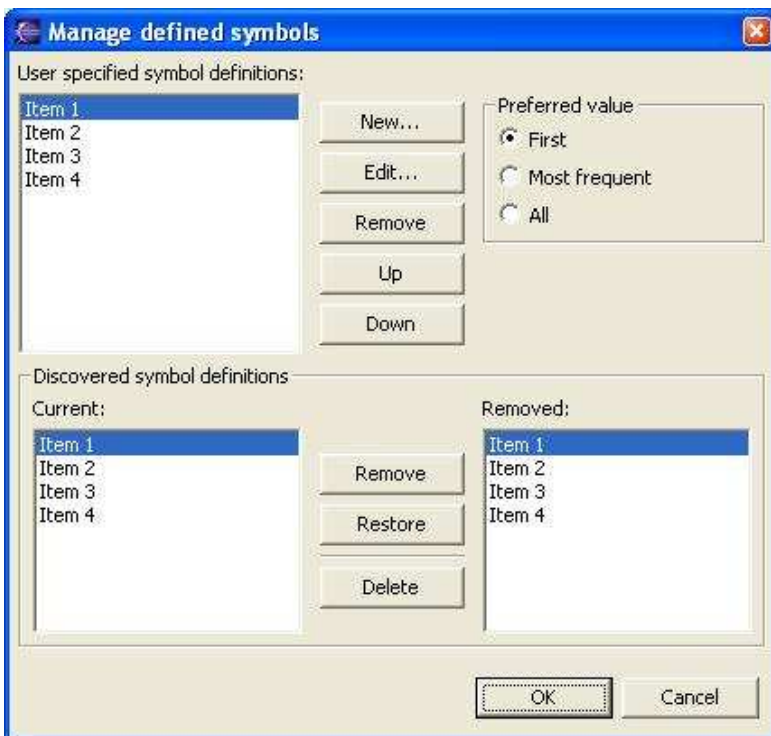 Manage defined symbols
User specified symbol definitions:
Item 1
Item 2
Item 3
Item 4
New...
Edit...
Remove
Up
Down
Preferred value
First
Most frequent
All
Discovered symbol definitions
Current:
Item 1
Item 2
Item 3
Item 4
Remove
Restore
Delete
Removed:
Item 1
Item 2
Item 3
Item 4
OK
Cancel